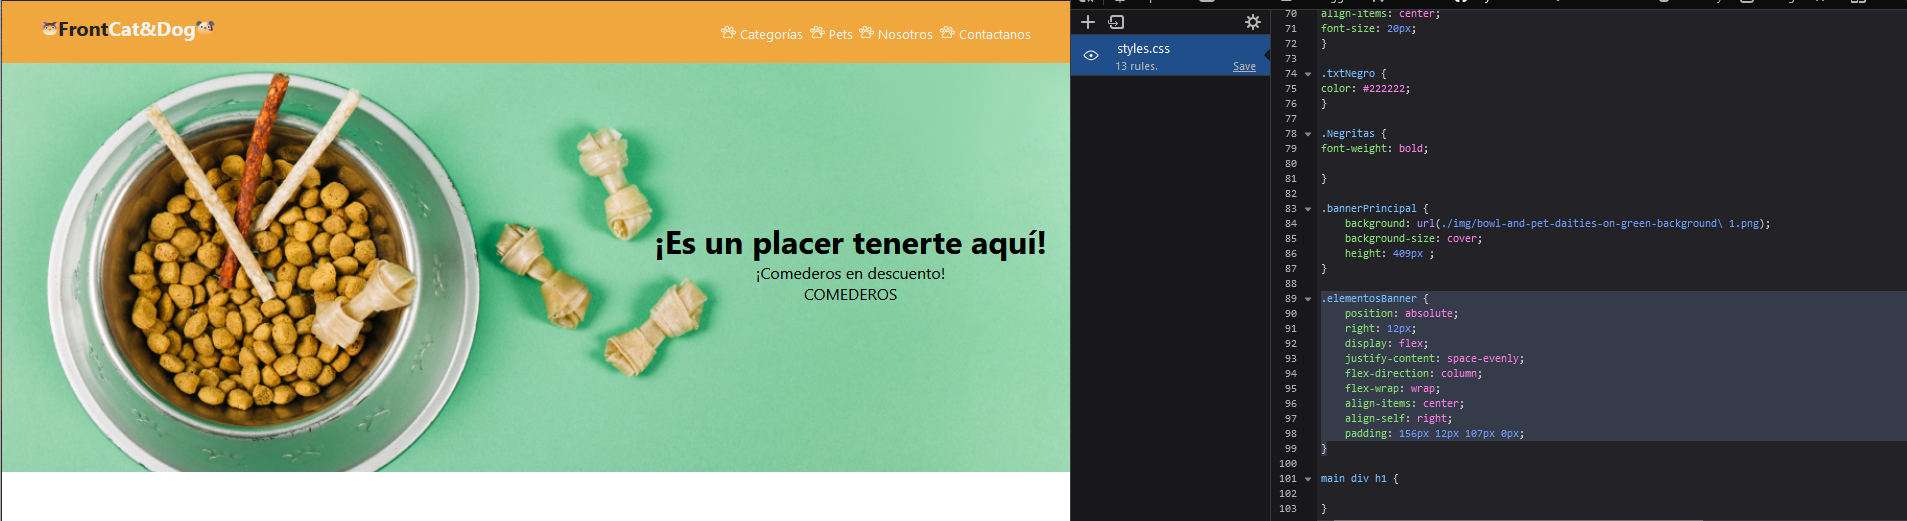 FrontCat&Dog
Categorías Pets Nosotros Contactanos
¡Es un placer tenerte aquí!
¡Comederos en descuento!
COMEDEROS
styles.css
13 rules.
Save
70 align-items: center;
71 font-size: 20px;
72 }
73
74 .txtNegro {
75 color: #222222;
76 }
77
78 .Negritas {
79 font-weight: bold;
80
81 }
82
83 .bannerPrincipal {
84 background: url(./img/bowl-and-pet-daities-on-green-background\ 1.png);
85 background-size: cover;
86 height: 409px ;
87 }
88
89 .elementosBanner {
90 position: absolute;
91 right: 12px;
92 display: flex;
93 justify-content: space-evenly;
94 flex-direction: column;
95 flex-wrap: wrap;
96 align-items: center;
97 align-self: right;
98 padding: 156px 12px 107px 0px;
99 }
100
101 main div h1 {
102
103 }